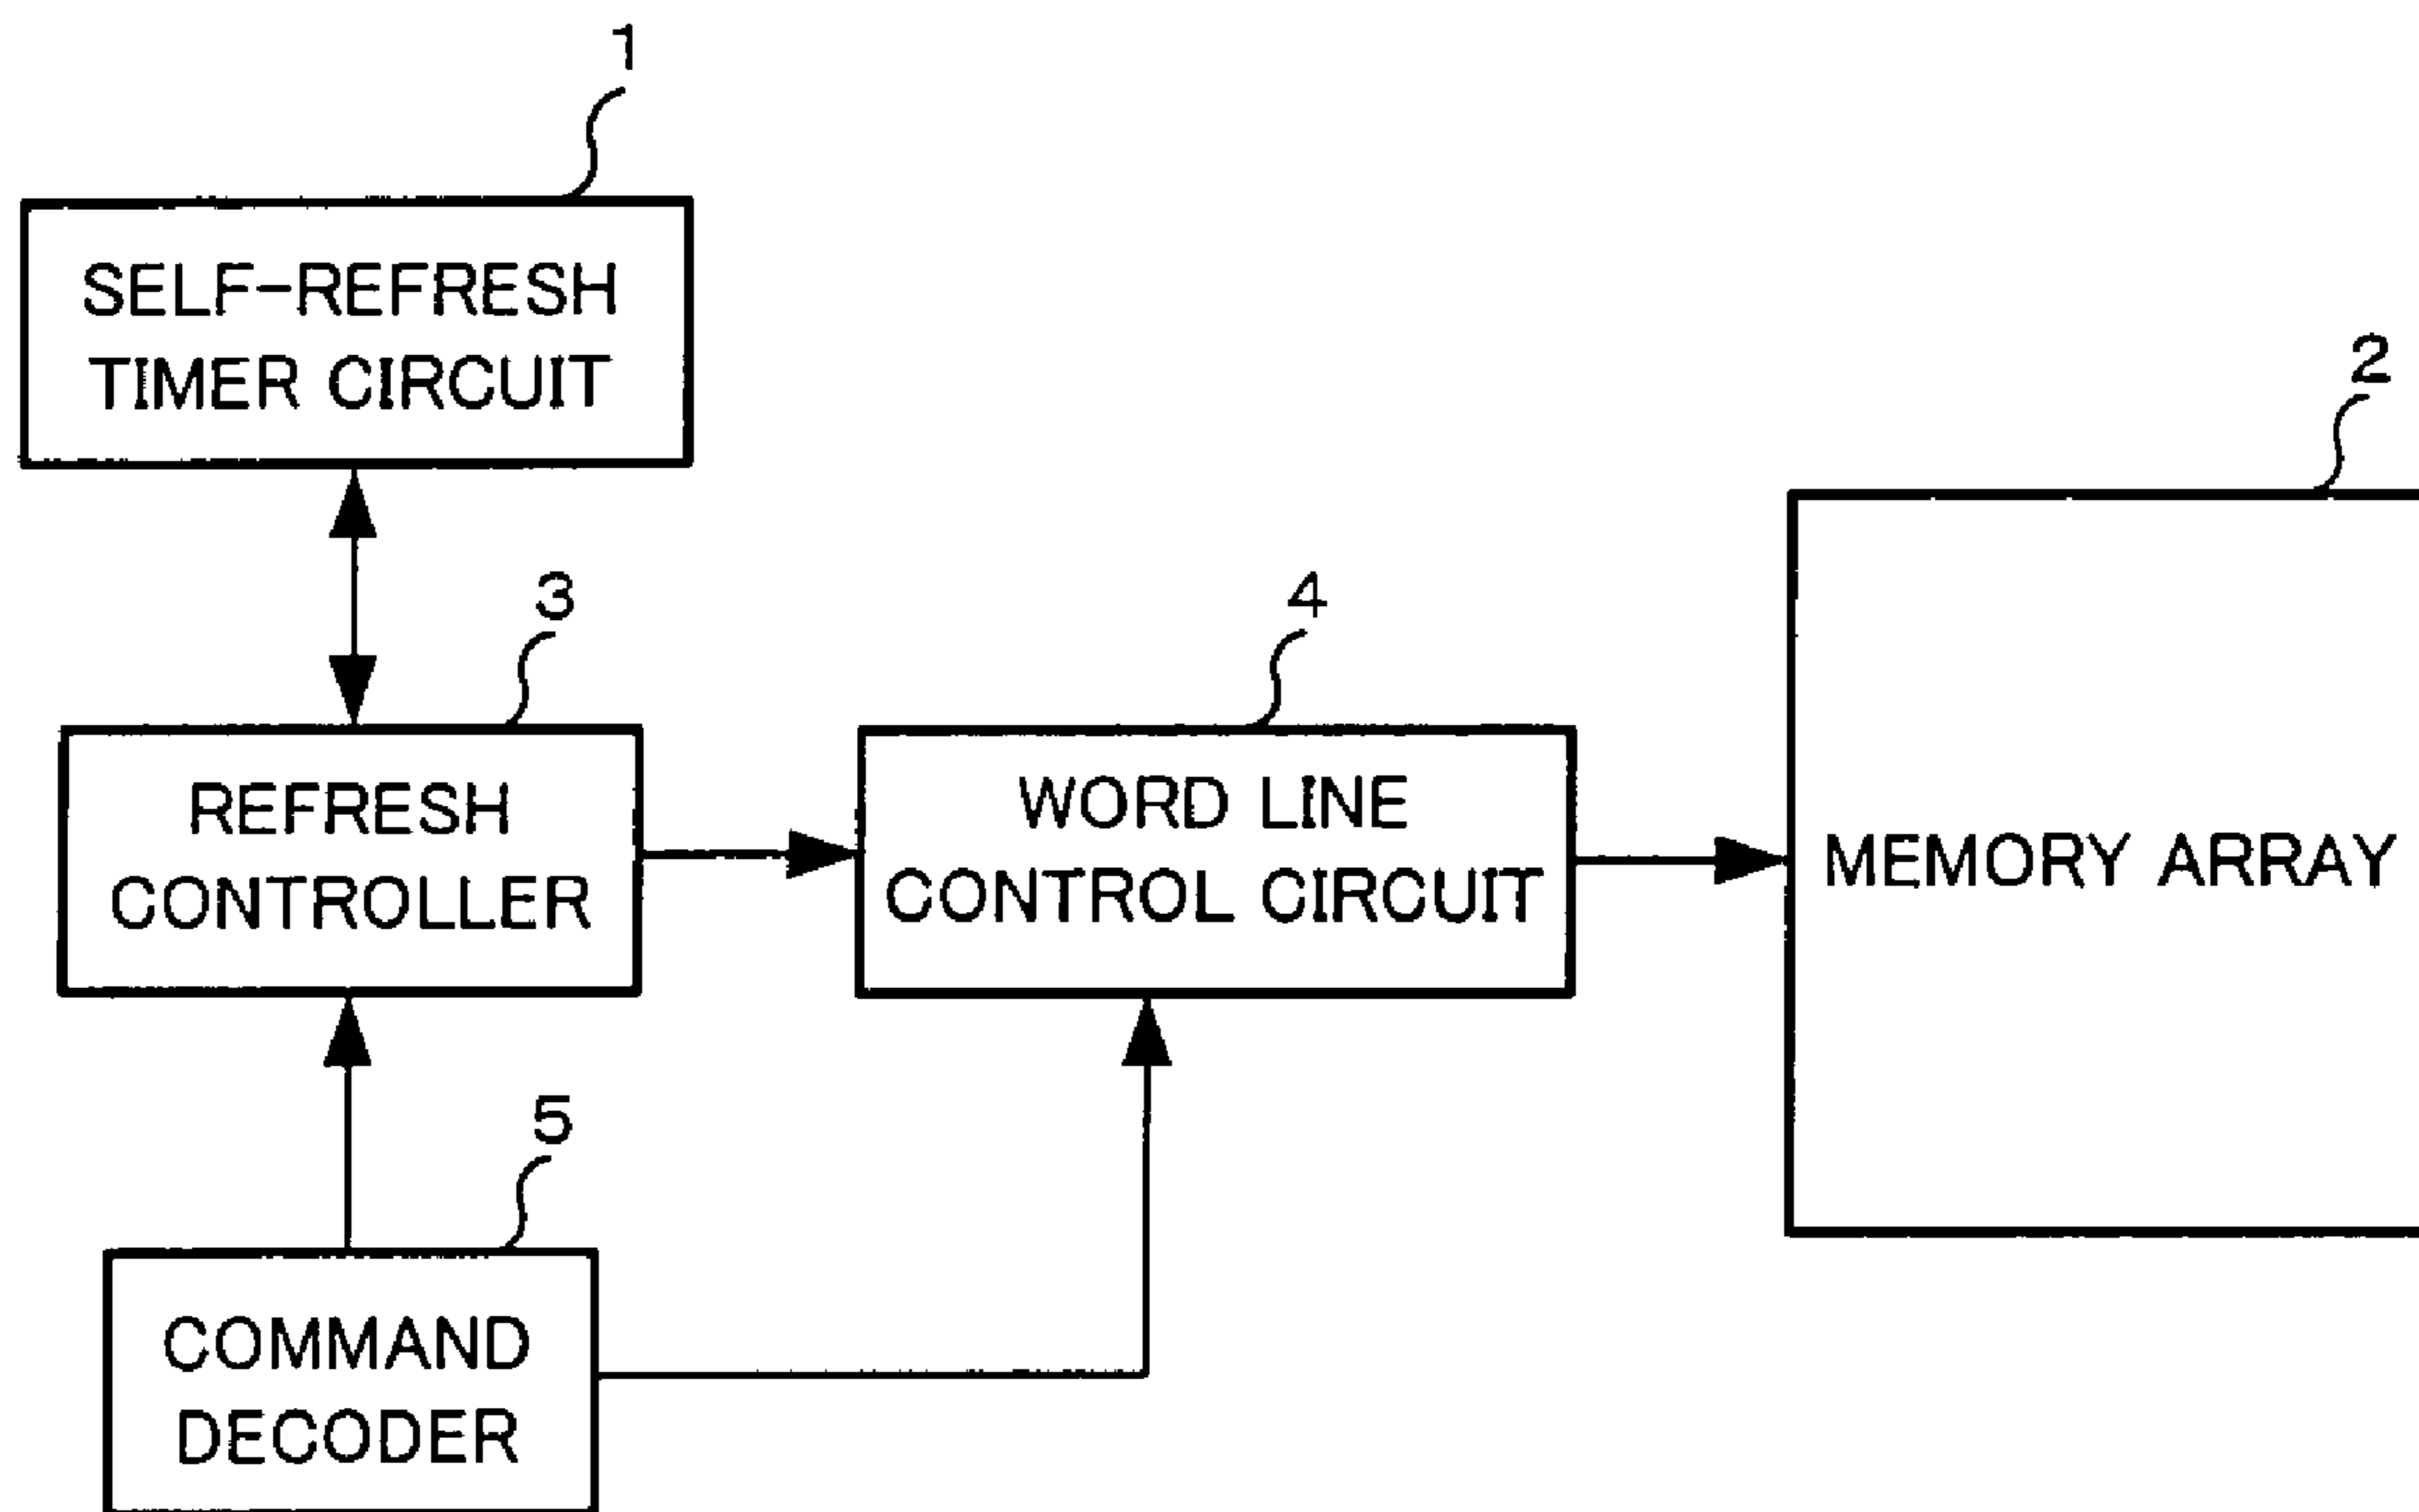 1
SELF-REFRESH
TIMER CIRCUIT
2
3
4
REFRESH
CONTROLLER
WORD LINE
CONTROL CIRCUIT
MEMORY ARRAY
5
COMMAND
DECODER